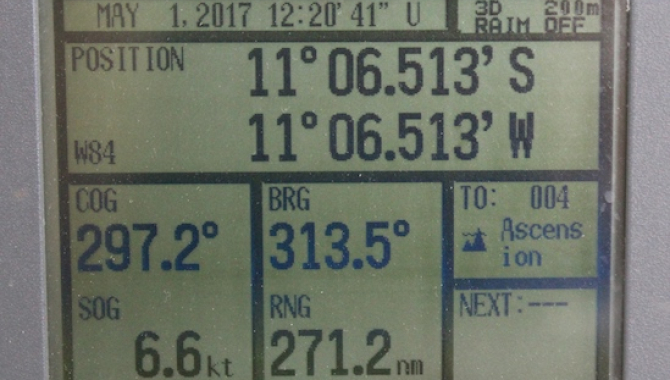 MAY 1,2017 12:20'41" U
3D 200m
RAIM OFF
POSITION 11°06.513' S
W84 11°06.513' W
COG
297.2°
BRG
313.5°
TO: 004
Ascens
ion
SOG
6.6kt
RNG
271.2nm
NEXT:---